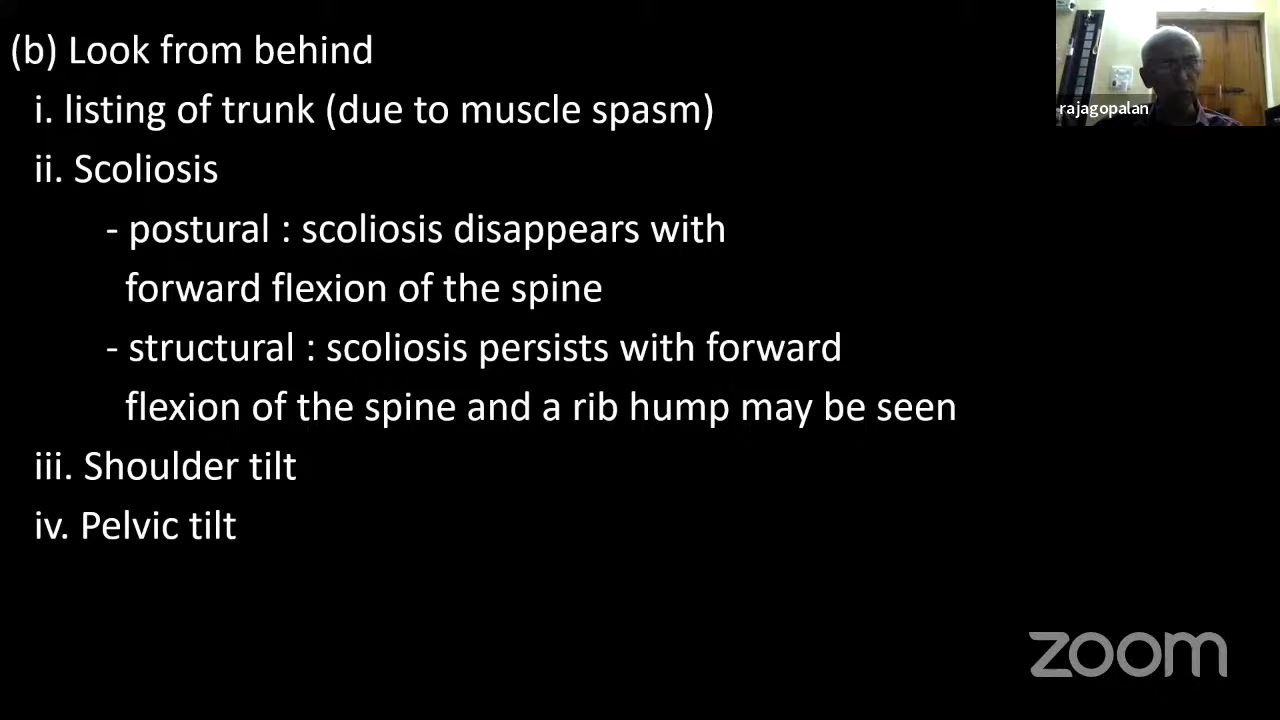 (b) Look from behind
rajagopalan
i. listing of trunk (due to muscle spasm)
ii. Scoliosis
- postural : scoliosis disappears with
forward flexion of the spine
- structural : scoliosis persists with forward
flexion of the spine and a rib hump may be seen
iii. Shoulder tilt
iv. Pelvic tilt
zoom